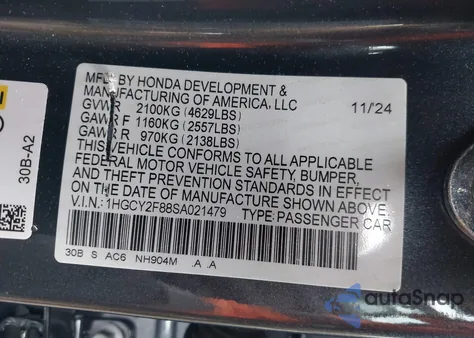 MFD. BY HONDA DEVELOPMENT &
MANUFACTURING OF AMERICA, LLC 11/24
GVWR 2100KG (4629LBS)
GAWR F 1160KG (2557LBS)
GAWR R 970KG (2138LBS)
THIS VEHICLE CONFORMS TO ALL APPLICABLE
FEDERAL MOTOR VEHICLE SAFETY, BUMPER,
AND THEFT PREVENTION STANDARDS IN EFFECT
ON THE DATE OF MANUFACTURE SHOWN ABOVE.
V.I.N.: 1HGCY2F88SA021479 TYPE: PASSENGER CAR
30B S AC6 NH904M .A .A
30B-A2
autoSnap